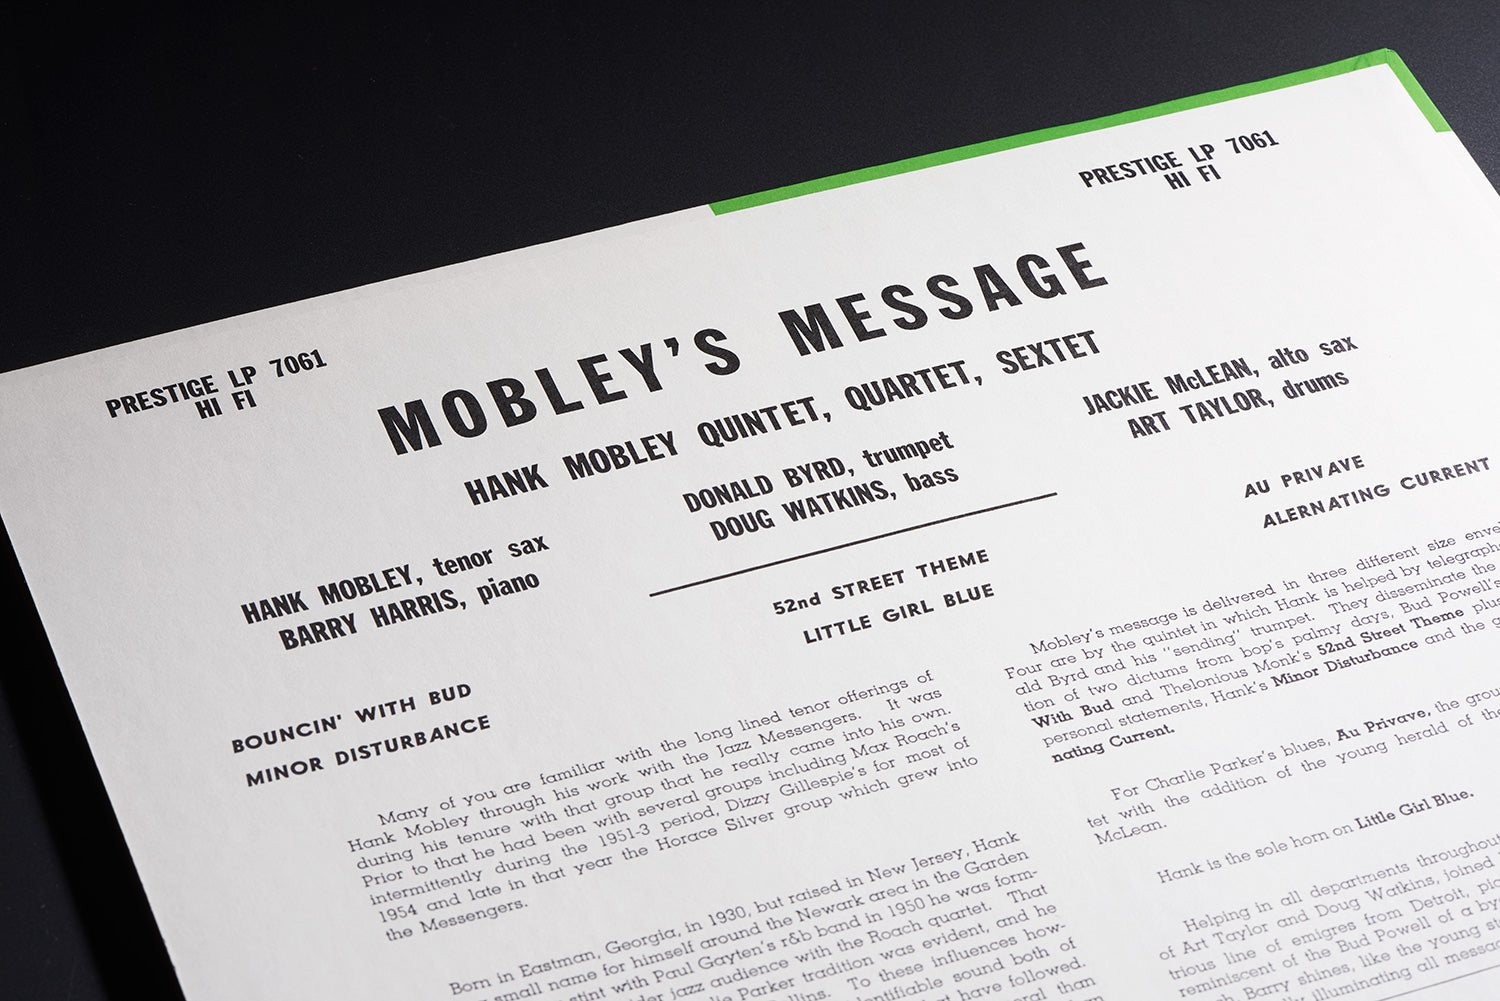 PRESTIGE LP 7061
HI FI
PRESTIGE LP 7061
HI FI
MOBLEY'S MESSAGE
HANK MOBLEY QUINTET, QUARTET, SEXTET
HANK MOBLEY, tenor sax
BARRY HARRIS, piano
DONALD BYRD, trumpet
DOUG WATKINS, bass
JACKIE McLEAN, alto sax
ART TAYLOR, drums
BOUNCIN' WITH BUD
MINOR DISTURBANCE
52nd STREET THEME
LITTLE GIRL BLUE
AU PRIVAVE
ALERNATING CURRENT
Many of you are familiar with the long lined tenor offerings of
Hank Mobley through his work with the Jazz Messengers. It was
during his tenure with that group that he really came into his own.
Prior to that he had been with several groups including Max Roach's
intermittently during the 1951-3 period, Dizzy Gillespie's for most of
1954 and late in that year the Horace Silver group which grew into
the Messengers.
Born in Eastman, Georgia, in 1930, but raised in New Jersey, Hank
small name for himself around the Newark area in the Garden
stint with Paul Gayten's r&b band in 1950 he was form-
der jazz audience with the Roach quartet. That
lie Parker tradition was evident, and he
llins. To these influences how-
entifiable sound both of
have followed.
eral than
Mobley's message is delivered in three different size enve
Four are by the quintet in which Hank is helped by telegraph
ald Byrd and his "sending" trumpet. They disseminate the
tion of two dictums from bop's palmy days, Bud Powell's
With Bud and Thelonious Monk's 52nd Street Theme plus
personal statements, Hank's Minor Disturbance and the g
nating Current.
For Charlie Parker's blues, Au Privave, the grou
tet with the addition of the young herald of the
McLean.
Hank is the sole horn on Little Girl Blue.
Helping in all departments throughout
of Art Taylor and Doug Watkins, joined
trious line of emigres from Detroit, pia
reminiscent of the Bud Powell of a by
gh Barry shines, like the young s
illuminating all messa